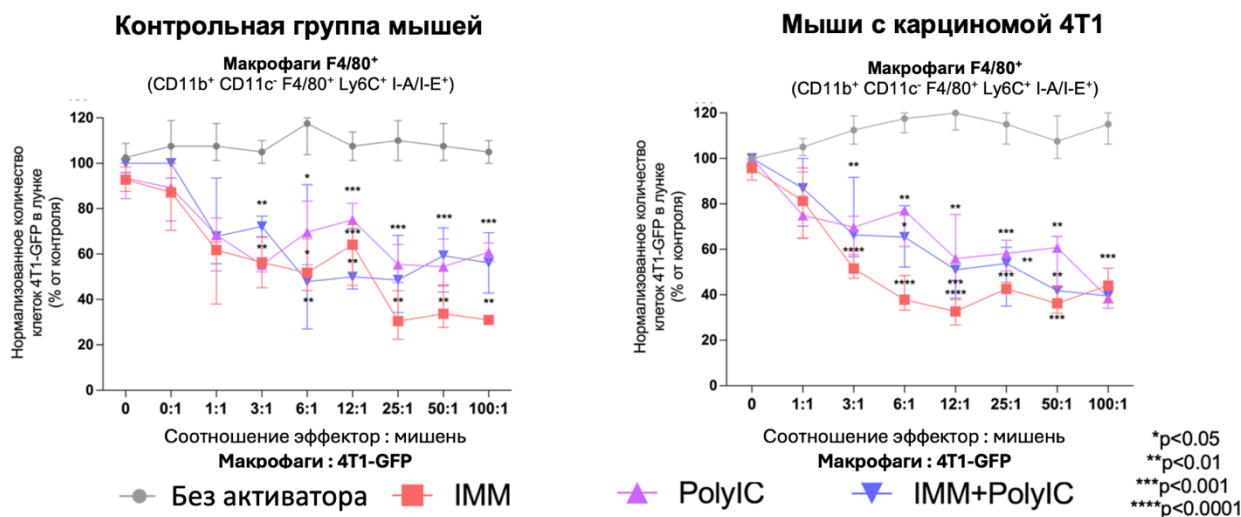 Контрольная группа мышей
Макрофаги F4/80⁺
(CD11b⁺ CD11c⁻ F4/80⁺ Ly6C⁺ I-A/I-E⁺)
Нормализованное количество
клеток 4T1-GFP в лунке
(% от контроля)
120
100
80
60
40
20
0
* *** *** *** ***
** ** * *** **
** ** ** **
0 0:1 1:1 3:1 6:1 12:1 25:1 50:1 100:1
Соотношение эффектор : мишень
Макрофаги : 4T1-GFP
Мыши с карциномой 4T1
Макрофаги F4/80⁺
(CD11b⁺ CD11c⁻ F4/80⁺ Ly6C⁺ I-A/I-E⁺)
Нормализованное количество
клеток 4T1-GFP в лунке
(% от контроля)
120
100
80
60
40
20
0
** ** ** *** ** ***
**** * *** ** **
**** **** *** ***
0 1:1 3:1 6:1 12:1 25:1 50:1 100:1
Соотношение эффектор : мишень
Макрофаги : 4T1-GFP
*p<0.05
**p<0.01
***p<0.001
****p<0.0001
Без активатора IMM PolyIC IMM+PolyIC